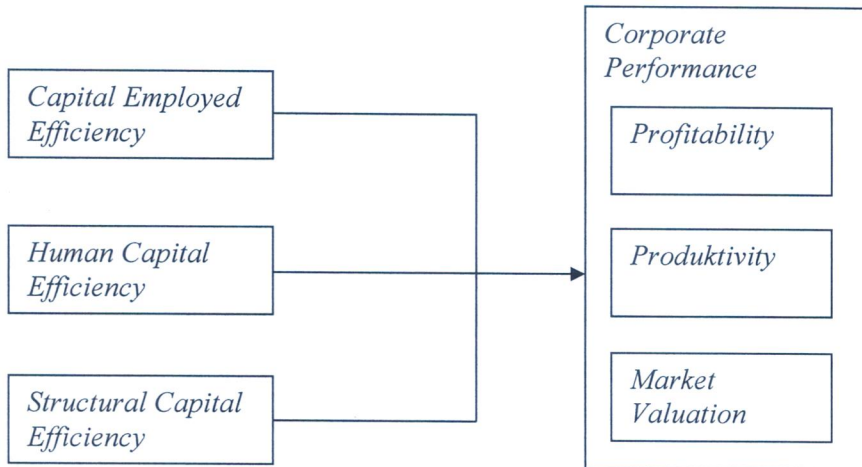 Capital Employed
Efficiency
Human Capital
Efficiency
Structural Capital
Efficiency
Corporate
Performance
Profitability
Produktivity
Market
Valuation